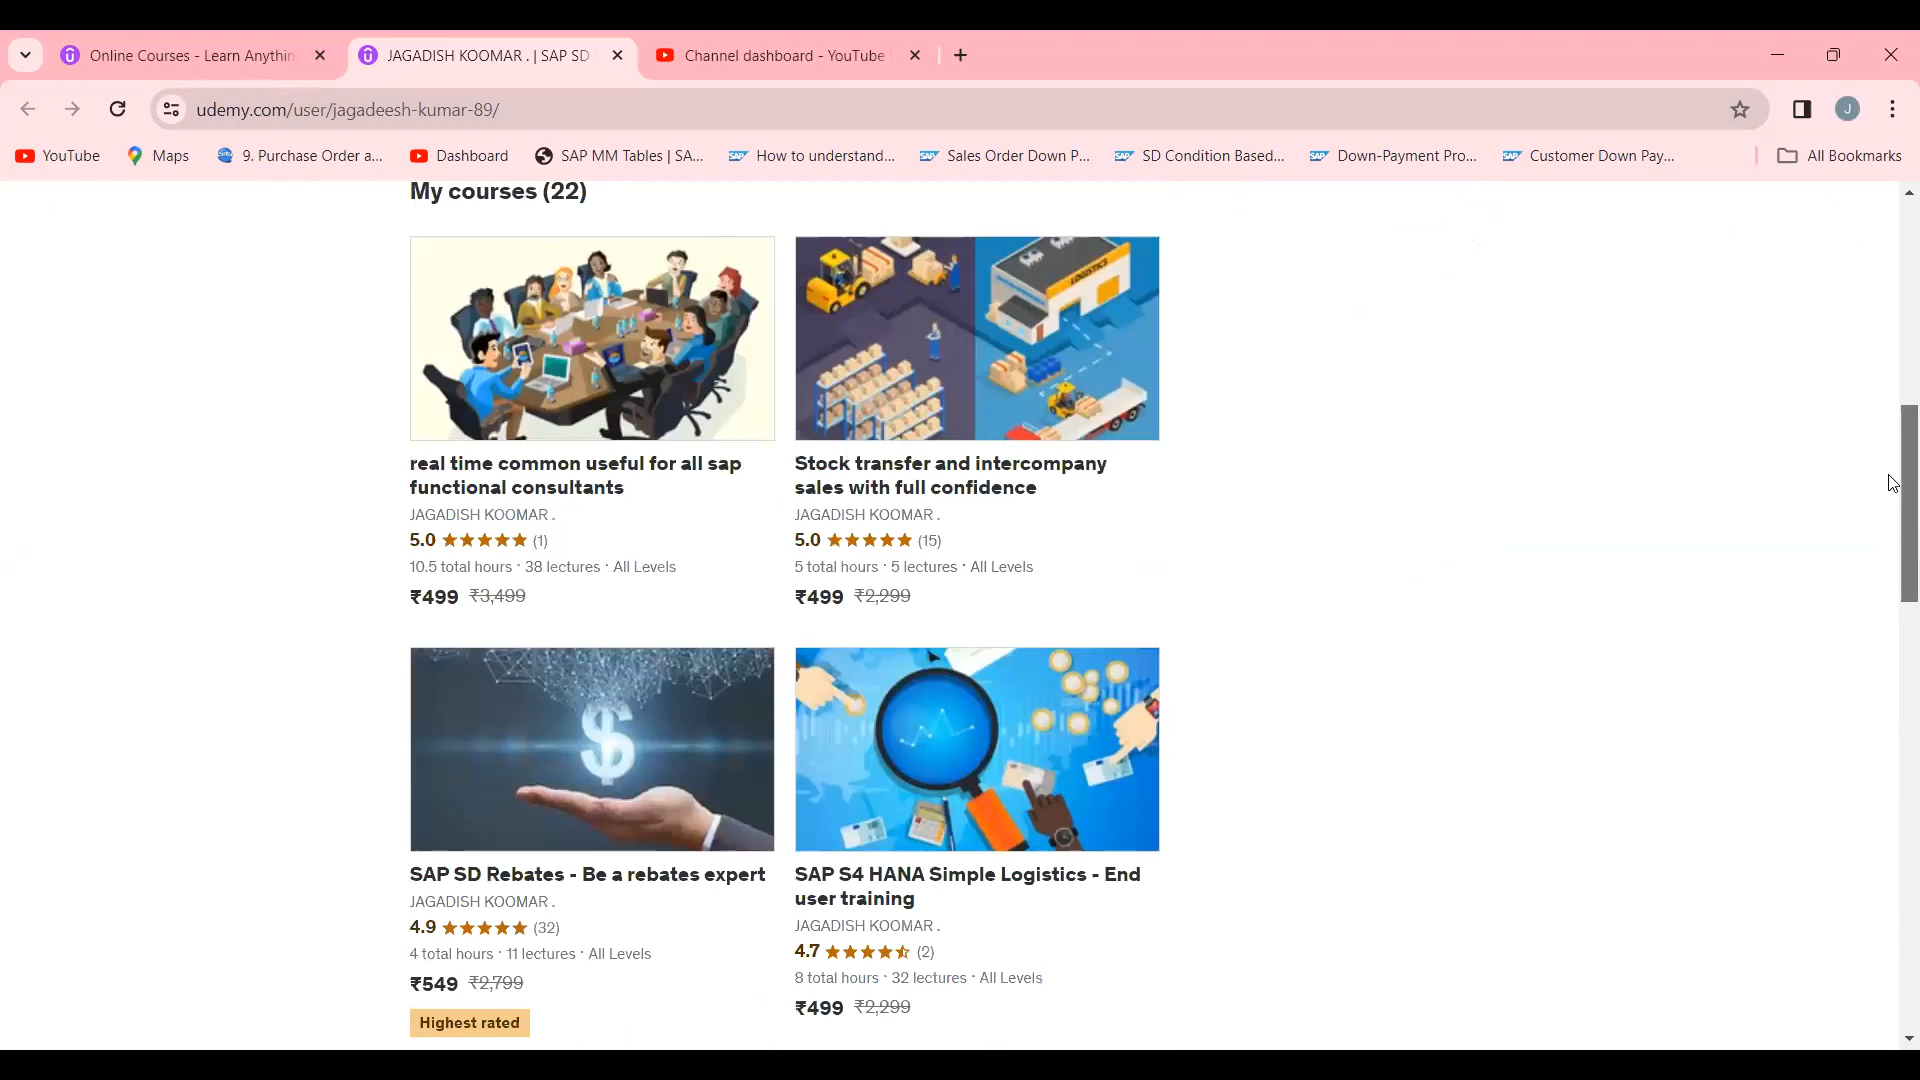 Online Courses - Learn Anythin
JAGADISH KOOMAR . | SAP SD
Channel dashboard - YouTube
udemy.com/user/jagadeesh-kumar-89/
J
YouTube
Maps
9. Purchase Order a...
Dashboard
SAP MM Tables | SA...
How to understand...
Sales Order Down P...
SD Condition Based...
Down-Payment Pro...
Customer Down Pay...
All Bookmarks
My courses (22)
LOGISTICS
real time common useful for all sap
functional consultants
JAGADISH KOOMAR .
5.0 (1)
10.5 total hours · 38 lectures · All Levels
₹499 ₹3,499
Stock transfer and intercompany
sales with full confidence
JAGADISH KOOMAR .
5.0 (15)
5 total hours · 5 lectures · All Levels
₹499 ₹2,299
$
SAP SD Rebates - Be a rebates expert
JAGADISH KOOMAR .
4.9 (32)
4 total hours · 11 lectures · All Levels
₹549 ₹2,799
Highest rated
SAP S4 HANA Simple Logistics - End
user training
JAGADISH KOOMAR .
4.7 (2)
8 total hours · 32 lectures · All Levels
₹499 ₹2,299